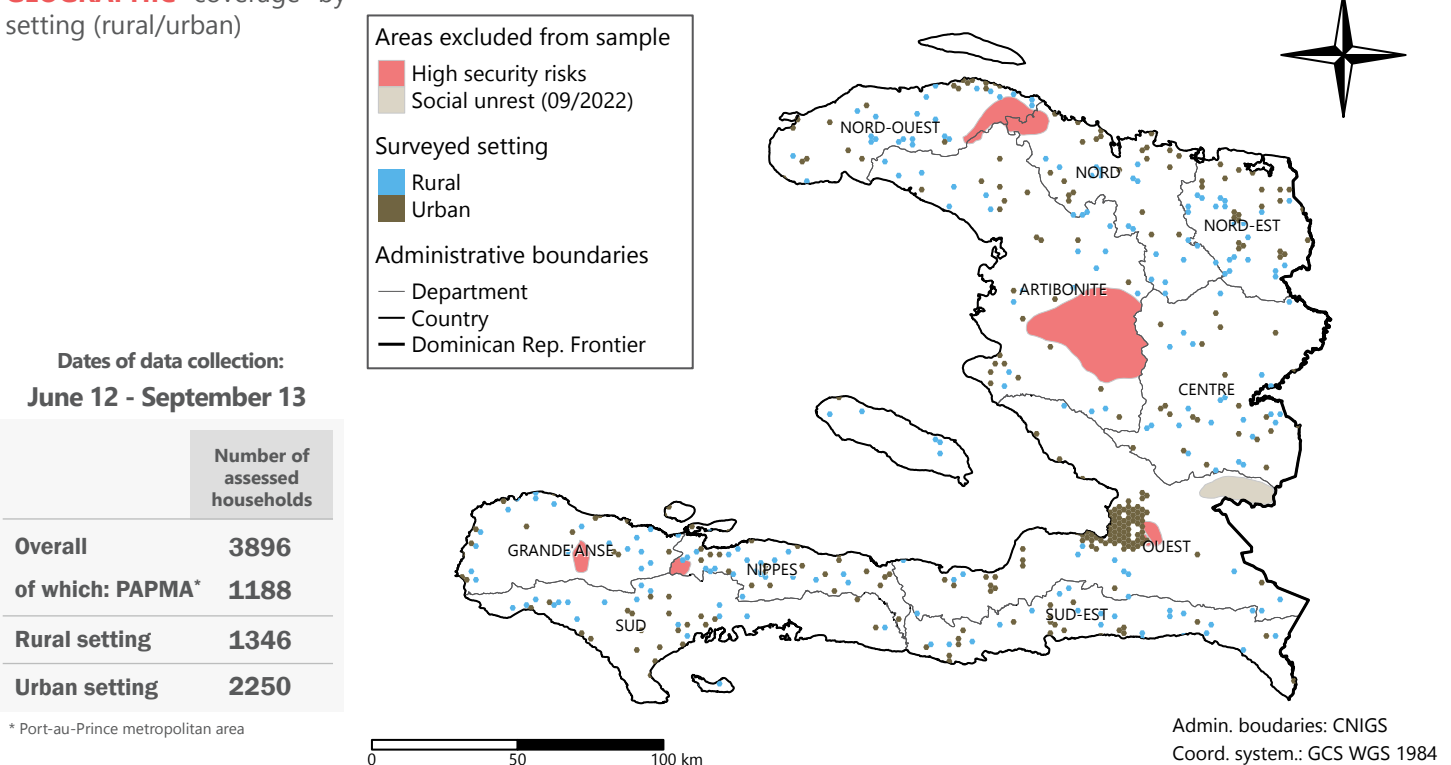 GEOGRAPHIC coverage by
setting (rural/urban)
Areas excluded from sample
High security risks
Social unrest (09/2022)
Surveyed setting
Rural
Urban
Administrative boundaries
Department
Country
Dominican Rep. Frontier
Dates of data collection:
June 12 - September 13
Number of
assessed
households
Overall 3896
of which: PAPMA* 1188
Rural setting 1346
Urban setting 2250
* Port-au-Prince metropolitan area
NORD-OUEST
NORD
NORD-EST
ARTIBONITE
CENTRE
OUEST
GRANDE'ANSE
NIPPES
SUD
SUD-EST
0 50 100 km
Admin. boudaries: CNIGS
Coord. system.: GCS WGS 1984